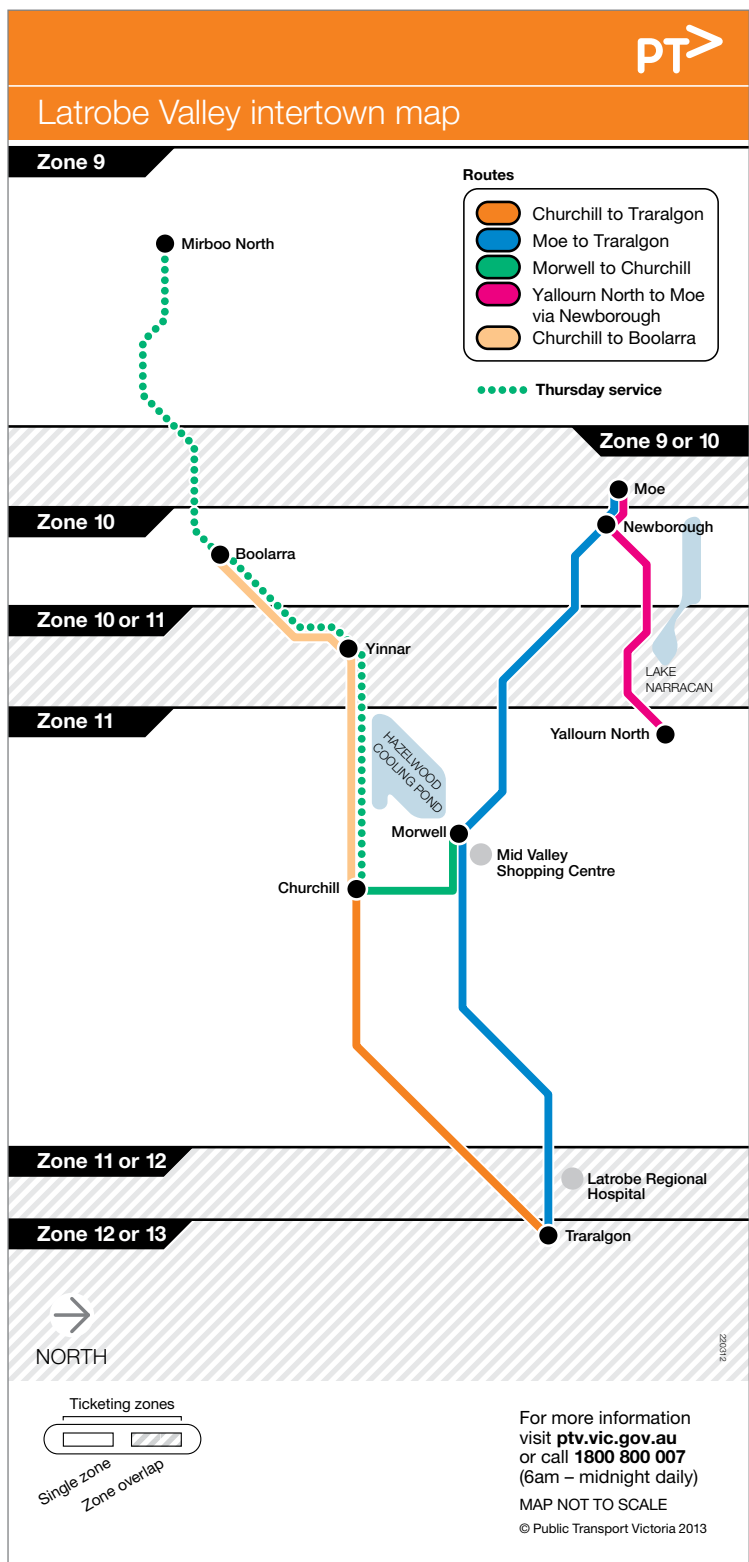 PT>
Latrobe Valley intertown map
Zone 9
Routes
Churchill to Traralgon
Moe to Traralgon
Morwell to Churchill
Yallourn North to Moe
via Newborough
Churchill to Boolarra
Thursday service
Mirboo North
Zone 9 or 10
Moe
Zone 10
Newborough
Boolarra
Zone 10 or 11
Yinnar
LAKE
NARRACAN
Zone 11
Yallourn North
HAZELWOOD
COOLING POND
Morwell
Mid Valley
Shopping Centre
Churchill
Zone 11 or 12
Latrobe Regional
Hospital
Zone 12 or 13
Traralgon
NORTH
220312
Ticketing zones
Single zone
Zone overlap
For more information
visit ptv.vic.gov.au
or call 1800 800 007
(6am – midnight daily)
MAP NOT TO SCALE
© Public Transport Victoria 2013